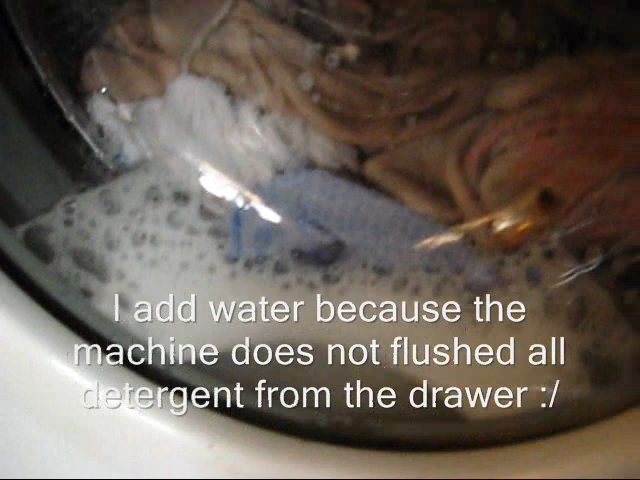 I add water because the
machine does not flushed all
detergent from the drawer :/